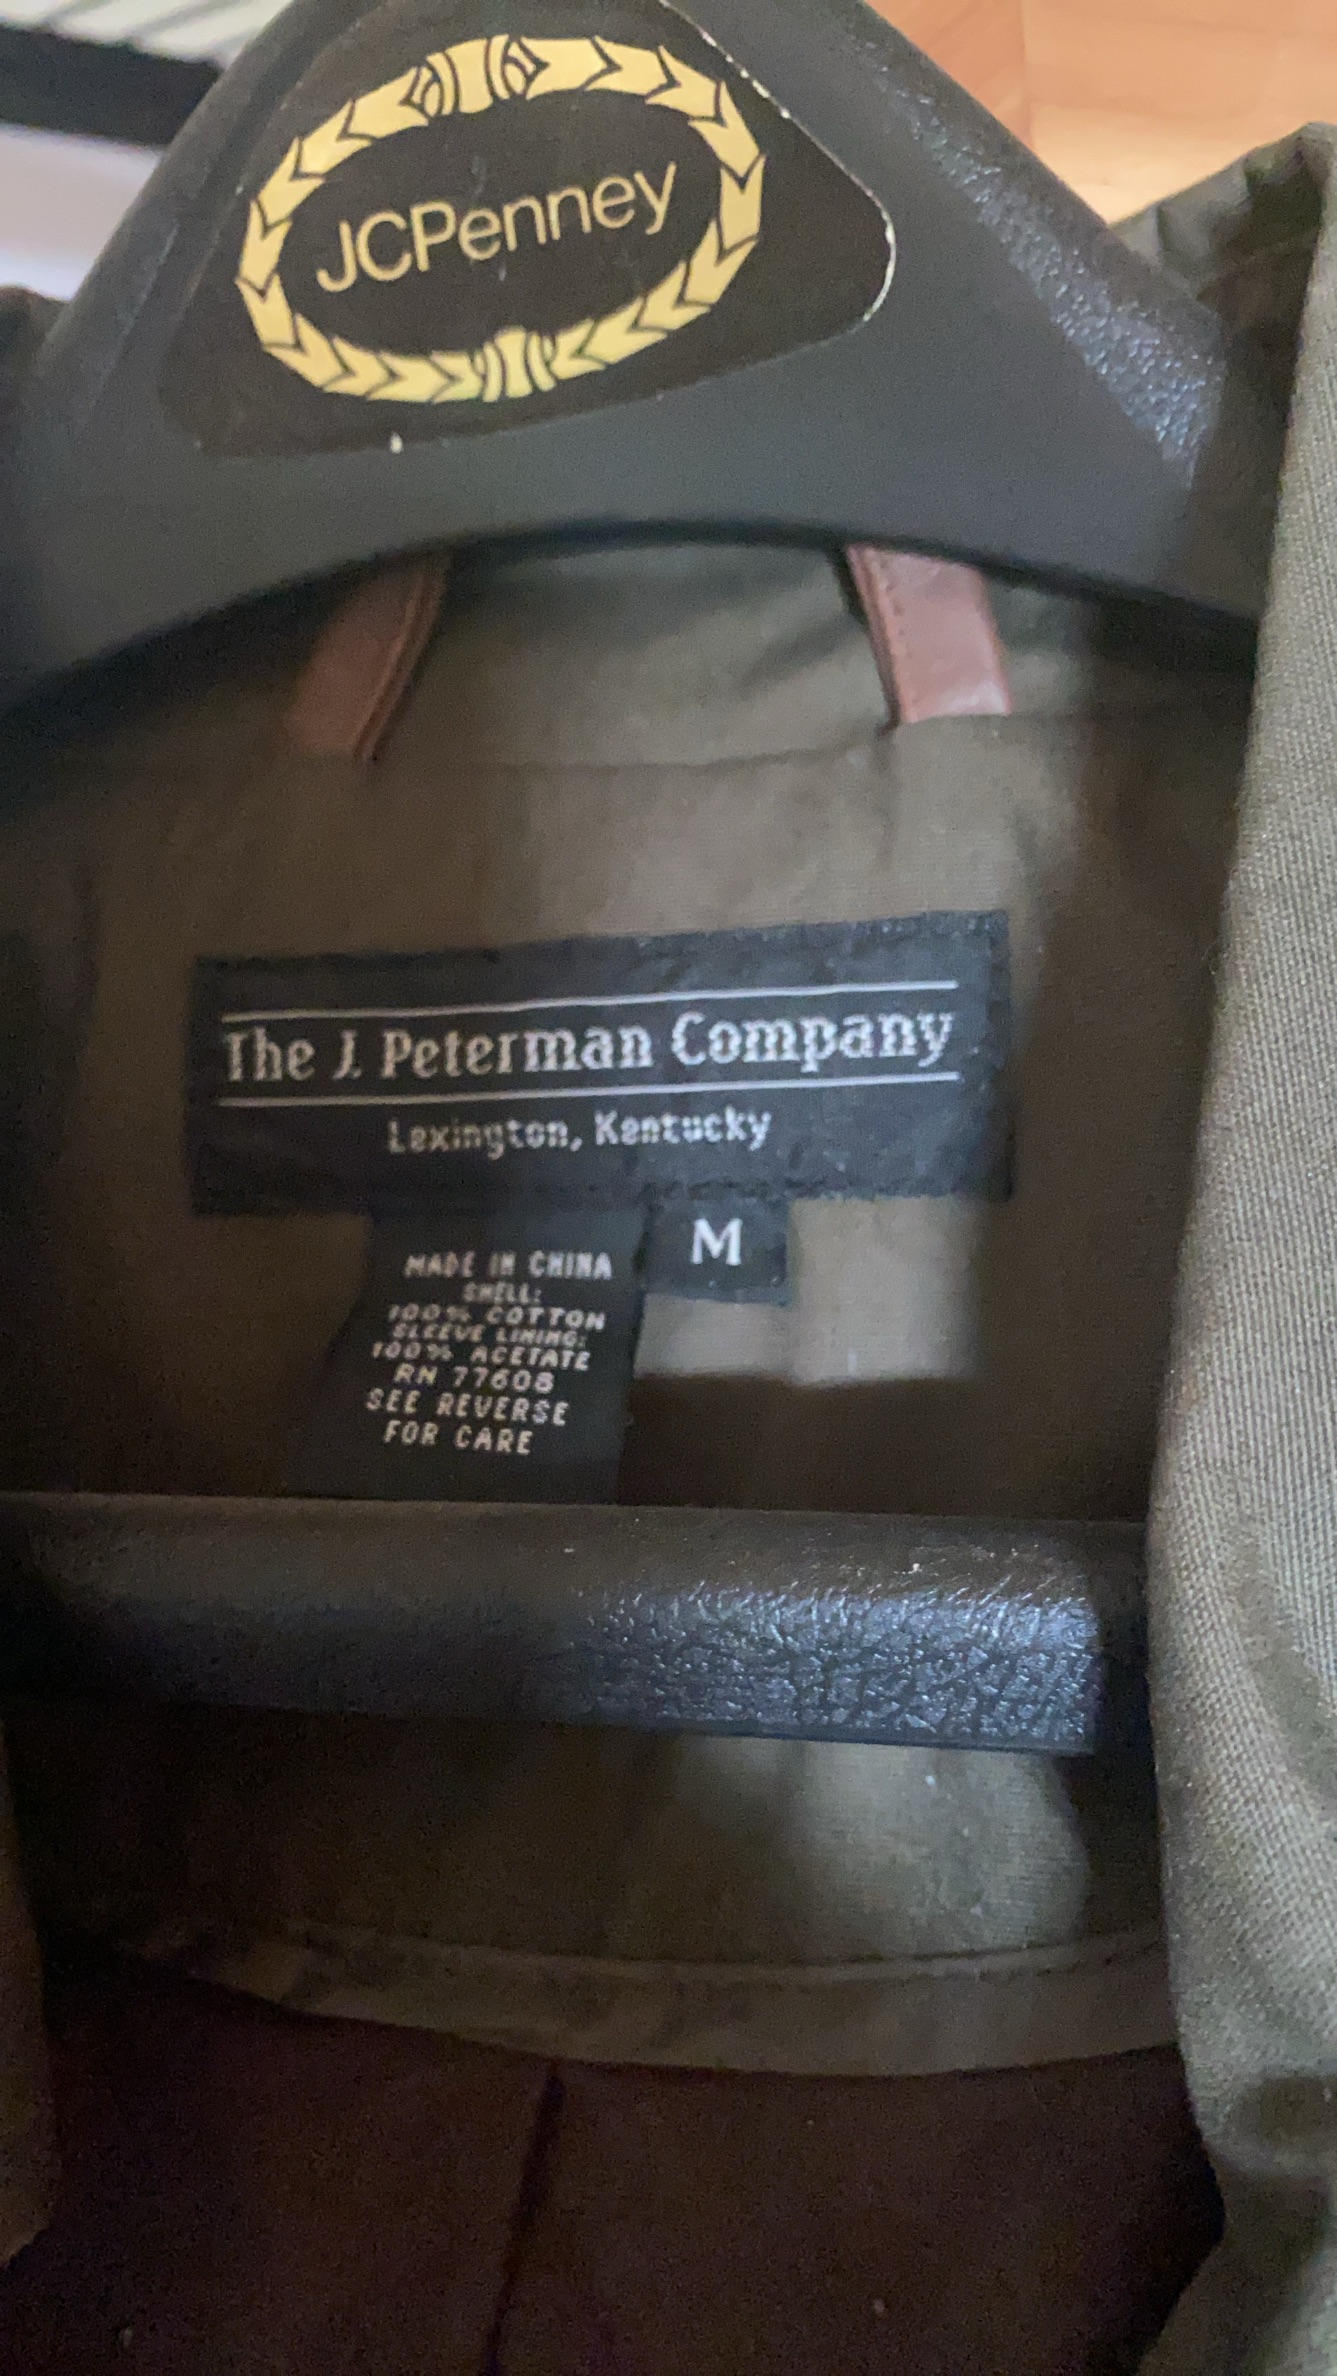 JCPenney
The J. Peterman Company
Lexington, Kentucky
M
MADE IN CHINA
SHELL:
100% COTTON
SLEEVE LINING:
100% ACETATE
RN 77608
SEE REVERSE
FOR CARE